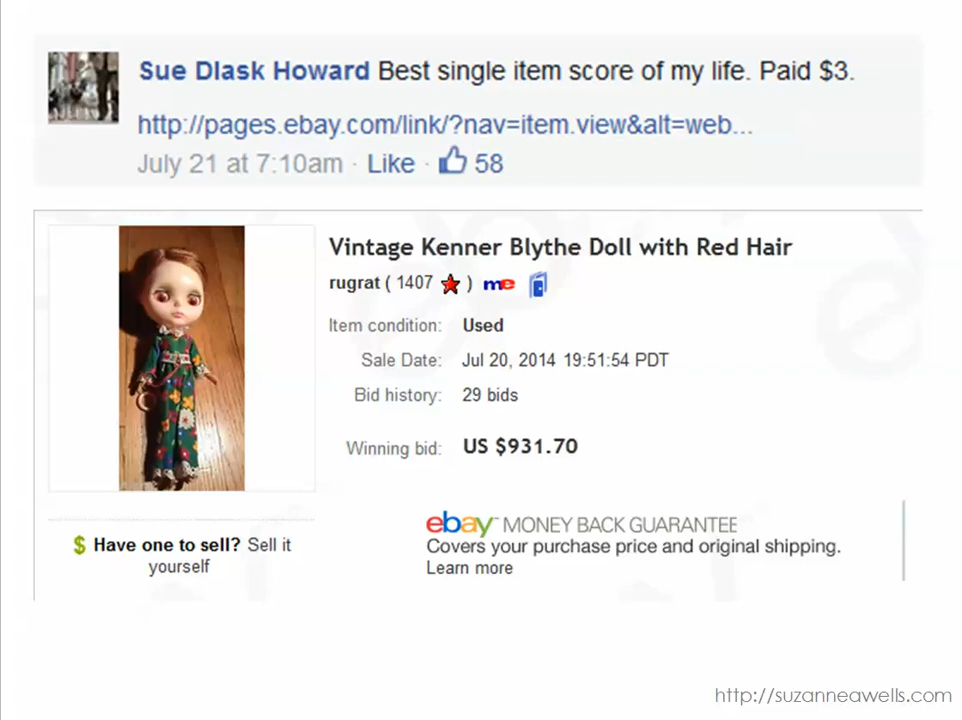 Sue Dlask Howard Best single item score of my life. Paid $3.
http://pages.ebay.com/link/?nav=item.view&alt=web...
July 21 at 7:10am · Like · 58
Vintage Kenner Blythe Doll with Red Hair
rugrat ( 1407 ) me
Item condition: Used
Sale Date: Jul 20, 2014 19:51:54 PDT
Bid history: 29 bids
Winning bid: US $931.70
$ Have one to sell? Sell it
yourself
ebay™ MONEY BACK GUARANTEE
Covers your purchase price and original shipping.
Learn more
http://suzanneawells.com